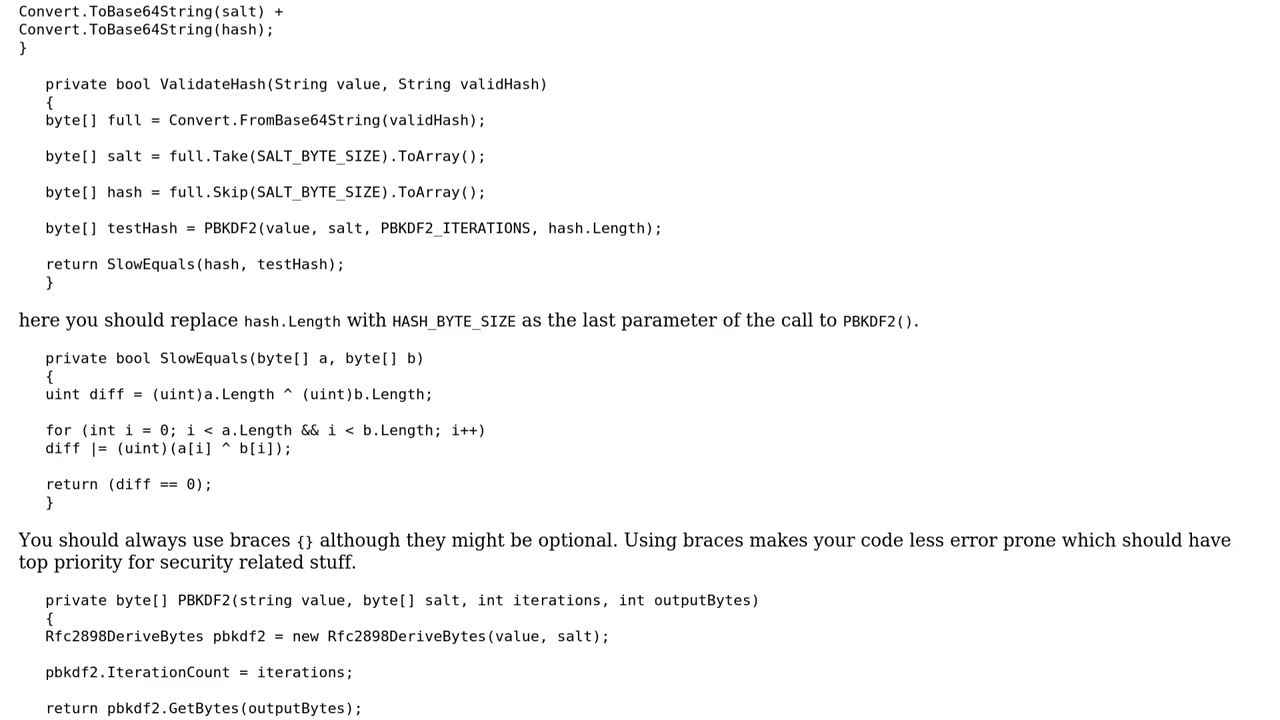 Convert.ToBase64String(salt) +
Convert.ToBase64String(hash);
}
private bool ValidateHash(String value, String validHash)
{
byte[] full = Convert.FromBase64String(validHash);
byte[] salt = full.Take(SALT_BYTE_SIZE).ToArray();
byte[] hash = full.Skip(SALT_BYTE_SIZE).ToArray();
byte[] testHash = PBKDF2(value, salt, PBKDF2_ITERATIONS, hash.Length);
return SlowEquals(hash, testHash);
}
here you should replace hash.Length with HASH_BYTE_SIZE as the last parameter of the call to PBKDF2().
private bool SlowEquals(byte[] a, byte[] b)
{
uint diff = (uint)a.Length ^ (uint)b.Length;
for (int i = 0; i < a.Length && i < b.Length; i++)
diff |= (uint)(a[i] ^ b[i]);
return (diff == 0);
}
You should always use braces {} although they might be optional. Using braces makes your code less error prone which should have
top priority for security related stuff.
private byte[] PBKDF2(string value, byte[] salt, int iterations, int outputBytes)
{
Rfc2898DeriveBytes pbkdf2 = new Rfc2898DeriveBytes(value, salt);
pbkdf2.IterationCount = iterations;
return pbkdf2.GetBytes(outputBytes);